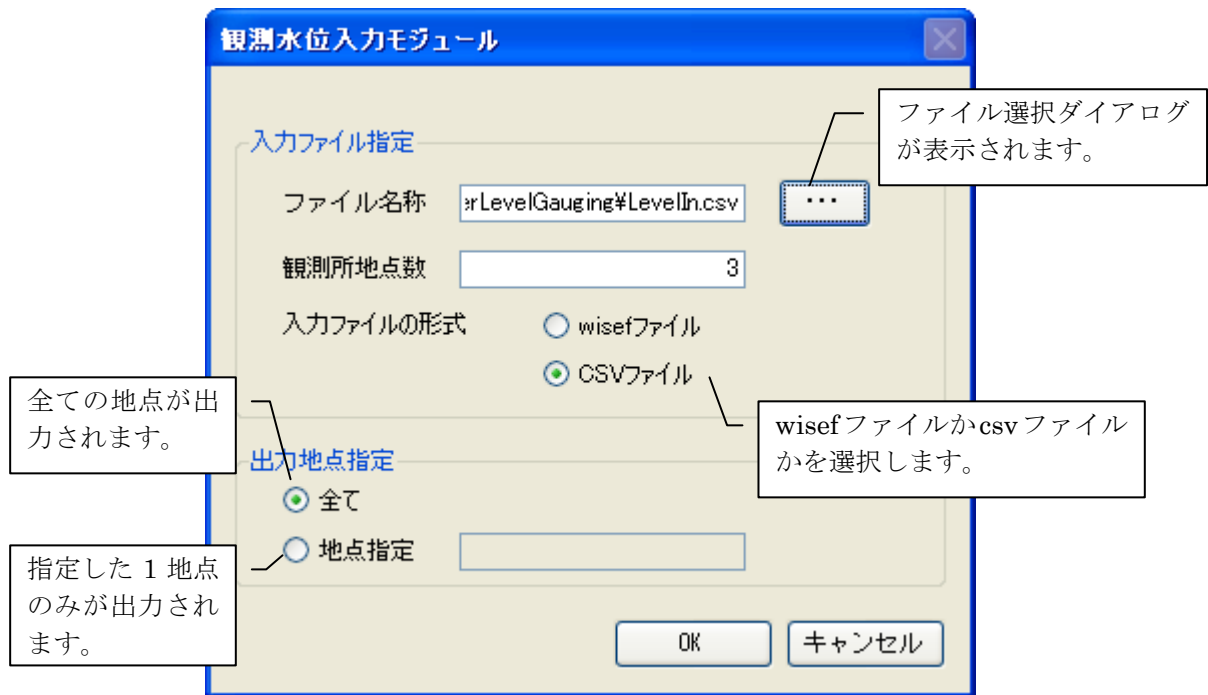 観測水位入力モジュール
ファイル選択ダイアログ
が表示されます。
入力ファイル指定
ファイル名称 erLevelGauging¥LevelIn.csv ...
観測所地点数 3
入力ファイルの形式 wisefファイル
CSVファイル
全ての地点が出
力されます。
wisefファイルかcsvファイル
かを選択します。
出力地点指定
全て
地点指定
指定した 1 地点
のみが出力され
ます。
OK キャンセル